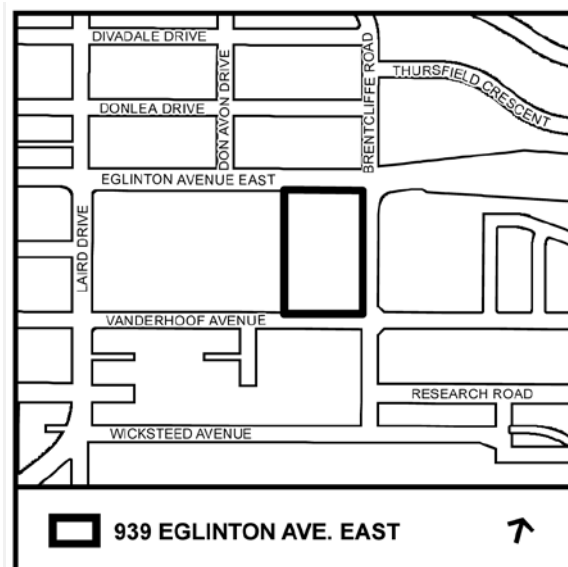 DIVADALE DRIVE
BRENTCLIFFE ROAD
DON AVON DRIVE
THURSFIELD CRESCENT
DONLEA DRIVE
EGLINTON AVENUE EAST
LAIRD DRIVE
VANDERHOOF AVENUE
RESEARCH ROAD
WICKSTEED AVENUE
939 EGLINTON AVE. EAST